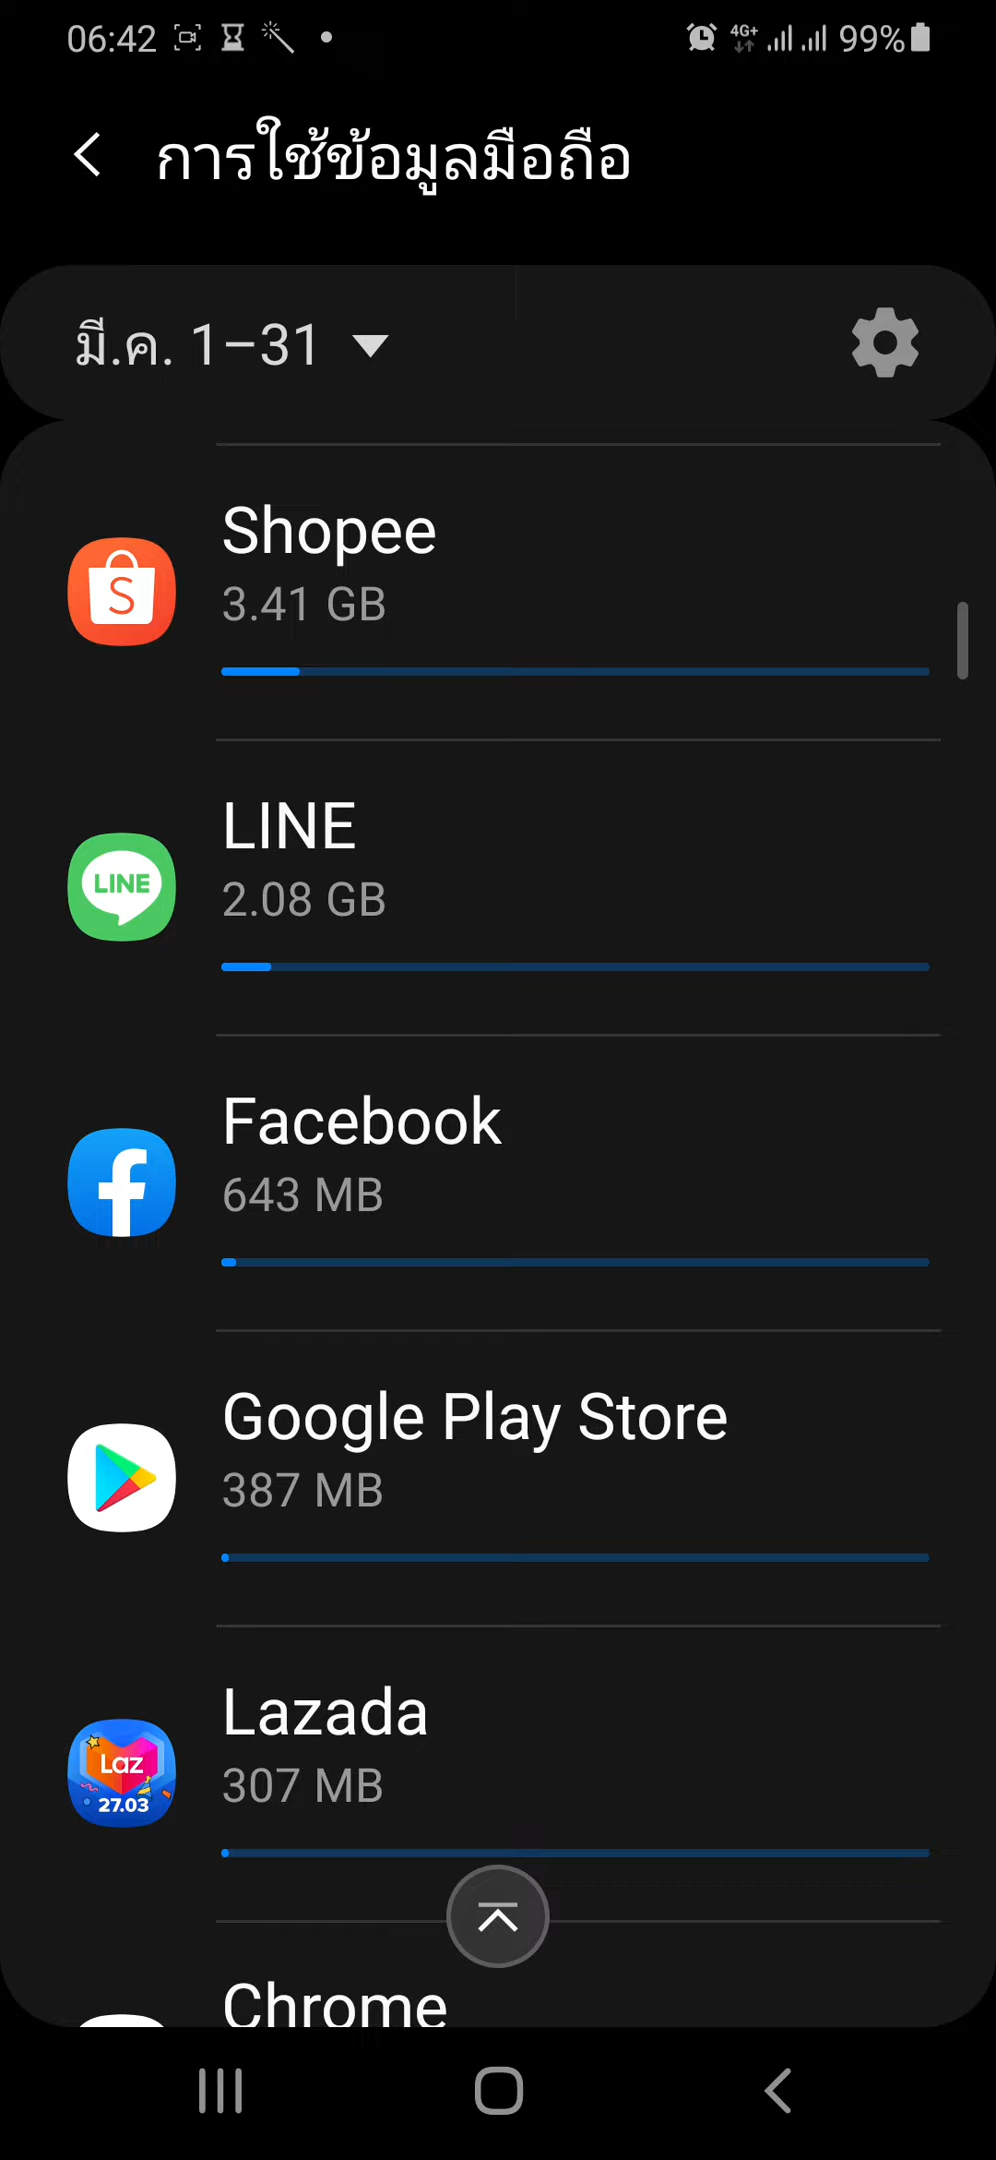 06:42 4G+ 99%
การใช้ข้อมูลมือถือ
มี.ค. 1–31
Shopee
3.41 GB
S
LINE
2.08 GB
LINE
Facebook
643 MB
Google Play Store
387 MB
Lazada
307 MB
Laz
27.03
Chrome